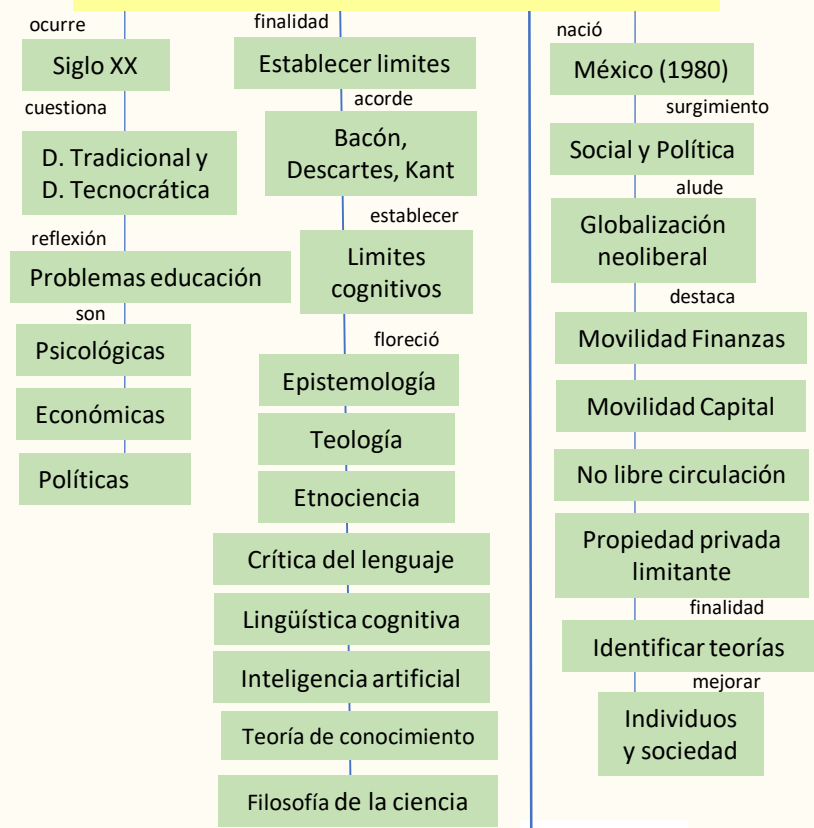 ocurre
Siglo XX
cuestiona
D. Tradicional y
D. Tecnocrática
reflexión
Problemas educación
son
Psicológicas
Económicas
Políticas
finalidad
Establecer limites
acorde
Bacón,
Descartes, Kant
establecer
Limites
cognitivos
floreció
Epistemología
Teología
Etnociencia
Crítica del lenguaje
Lingüística cognitiva
Inteligencia artificial
Teoría de conocimiento
Filosofía de la ciencia
nació
México (1980)
surgimiento
Social y Política
alude
Globalización
neoliberal
destaca
Movilidad Finanzas
Movilidad Capital
No libre circulación
Propiedad privada
limitante
finalidad
Identificar teorías
mejorar
Individuos
y sociedad